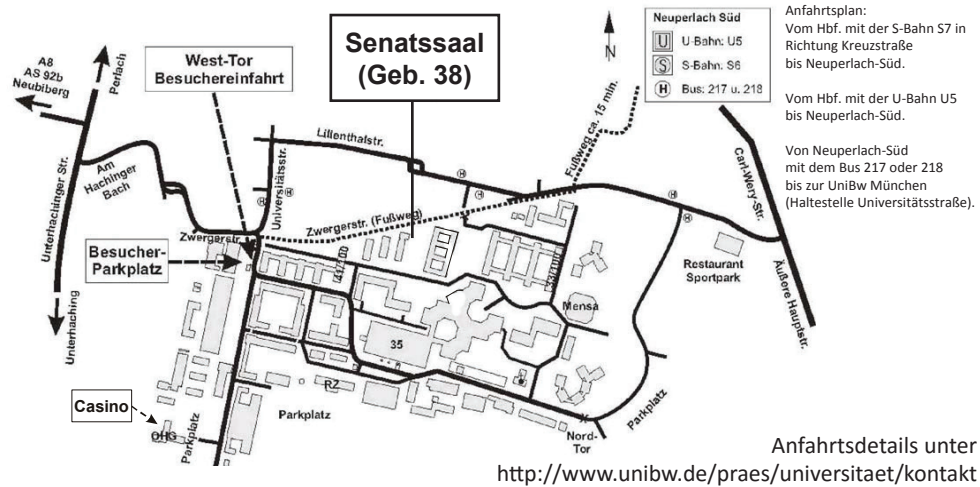 A8
AS 92b
Neubiberg
Perlach
West-Tor
Besuchereinfahrt
Senatssaal
(Geb. 38)
N
Neuperlach Süd
U U-Bahn: U5
S S-Bahn: S6
H Bus: 217 u. 218
Anfahrtsplan:
Vom Hbf. mit der S-Bahn S7 in
Richtung Kreuzstraße
bis Neuperlach-Süd.
Vom Hbf. mit der U-Bahn U5
bis Neuperlach-Süd.
Von Neuperlach-Süd
mit dem Bus 217 oder 218
bis zur UniBw München
(Haltestelle Universitätsstraße).
Unterhachinger Str.
Am
Hachinger
Bach
Universitätsstr.
Lilienthalstr.
Fußweg ca. 15 min.
Carl-Wery-Str.
H
H
H
H
Zwergerstr.
Zwergerstr. (Fußweg)
Besucher-
Parkplatz
41/100
33/100
Restaurant
Sportpark
Äußere Hauptstr.
Unterhaching
Mensa
35
RZ
Casino
OHG
Parkplatz
Parkplatz
X
Nord-
Tor
Parkplatz
Anfahrtsdetails unter
http://www.unibw.de/praes/universitaet/kontakt